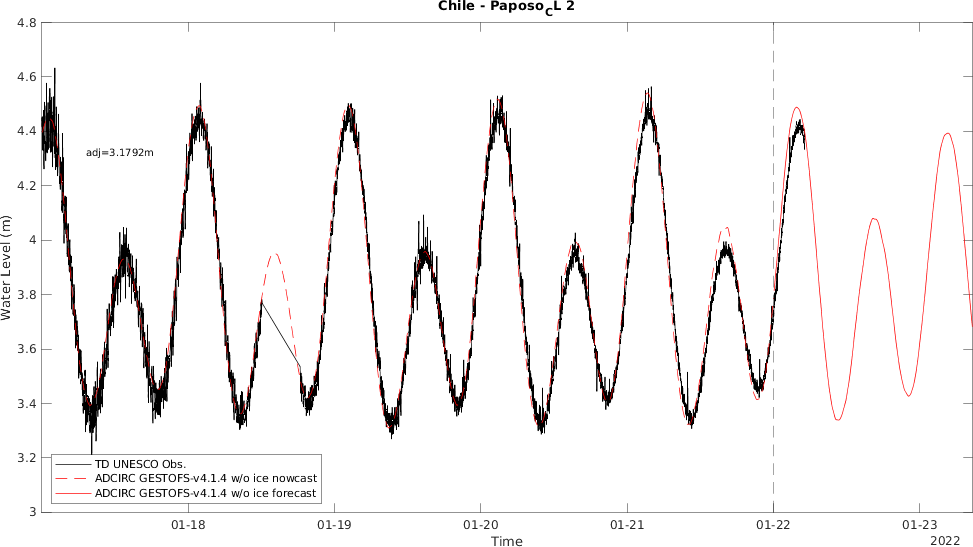 Chile - Paposo_CL 2
4.8
4.6
4.4
4.2
4
3.8
3.6
3.4
3.2
3
Water Level (m)
adj=3.1792m
TD UNESCO Obs.
ADCIRC GESTOFS-v4.1.4 w/o ice nowcast
ADCIRC GESTOFS-v4.1.4 w/o ice forecast
01-18
01-19
01-20
01-21
01-22
01-23
Time
2022